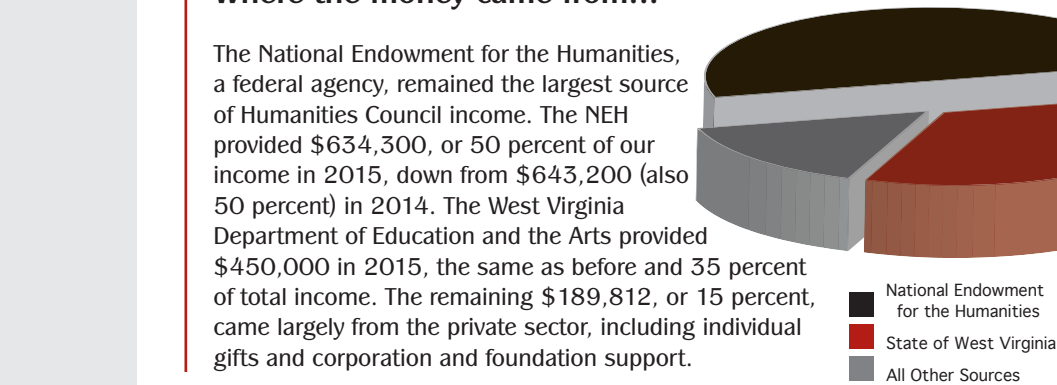 where the money came from...
The National Endowment for the Humanities,
a federal agency, remained the largest source
of Humanities Council income. The NEH
provided $634,300, or 50 percent of our
income in 2015, down from $643,200 (also
50 percent) in 2014. The West Virginia
Department of Education and the Arts provided
$450,000 in 2015, the same as before and 35 percent
of total income. The remaining $189,812, or 15 percent,
came largely from the private sector, including individual
gifts and corporation and foundation support.
National Endowment
for the Humanities
State of West Virginia
All Other Sources